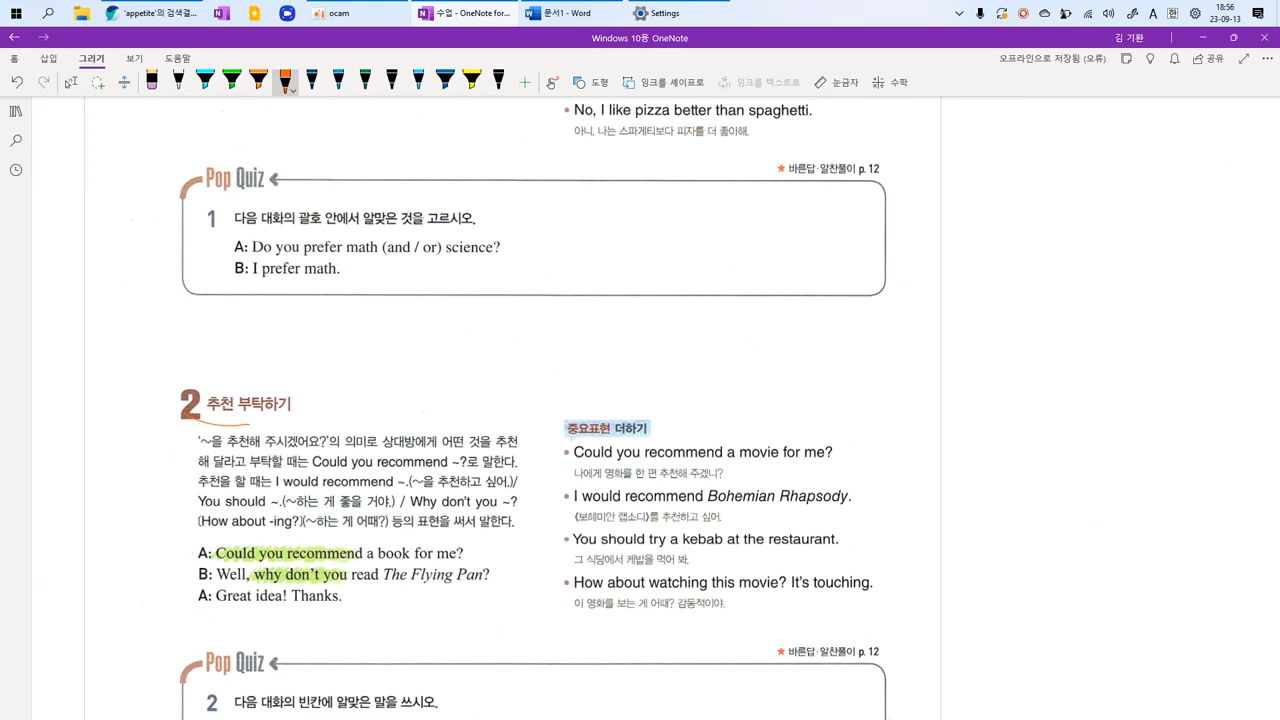 'appetite'의 검색결...
ocam
수업 - OneNote for...
문서1 - Word
Settings
A
한
18:56
23-09-13
Windows 10용 OneNote
김 기환
홈
삽입
그리기
보기
도움말
오프라인으로 저장됨 (오류)
공유
도형
잉크를 셰이프로
잉크를 텍스트로
눈금자
수학
• No, I like pizza better than spaghetti.
아니, 나는 스파게티보다 피자를 더 좋아해.
Pop Quiz
★ 바른답·알찬풀이 p. 12
1 다음 대화의 괄호 안에서 알맞은 것을 고르시오.
A: Do you prefer math (and / or) science?
B: I prefer math.
2 추천 부탁하기
'~을 추천해 주시겠어요?'의 의미로 상대방에게 어떤 것을 추천
해 달라고 부탁할 때는 Could you recommend ~?로 말한다.
추천을 할 때는 I would recommend ~.(~을 추천하고 싶어.)/
You should ~.(~하는 게 좋을 거야.) / Why don't you ~?
(How about -ing?)(~하는 게 어때?) 등의 표현을 써서 말한다.
A: Could you recommend a book for me?
B: Well, why don't you read The Flying Pan?
A: Great idea! Thanks.
중요표현 더하기
• Could you recommend a movie for me?
나에게 영화를 한 편 추천해 주겠니?
• I would recommend Bohemian Rhapsody.
《보헤미안 랩소디》를 추천하고 싶어.
• You should try a kebab at the restaurant.
그 식당에서 케밥을 먹어 봐.
• How about watching this movie? It's touching.
이 영화를 보는 게 어때? 감동적이야.
Pop Quiz
★ 바른답·알찬풀이 p. 12
2 다음 대화의 빈칸에 알맞은 말을 쓰시오.